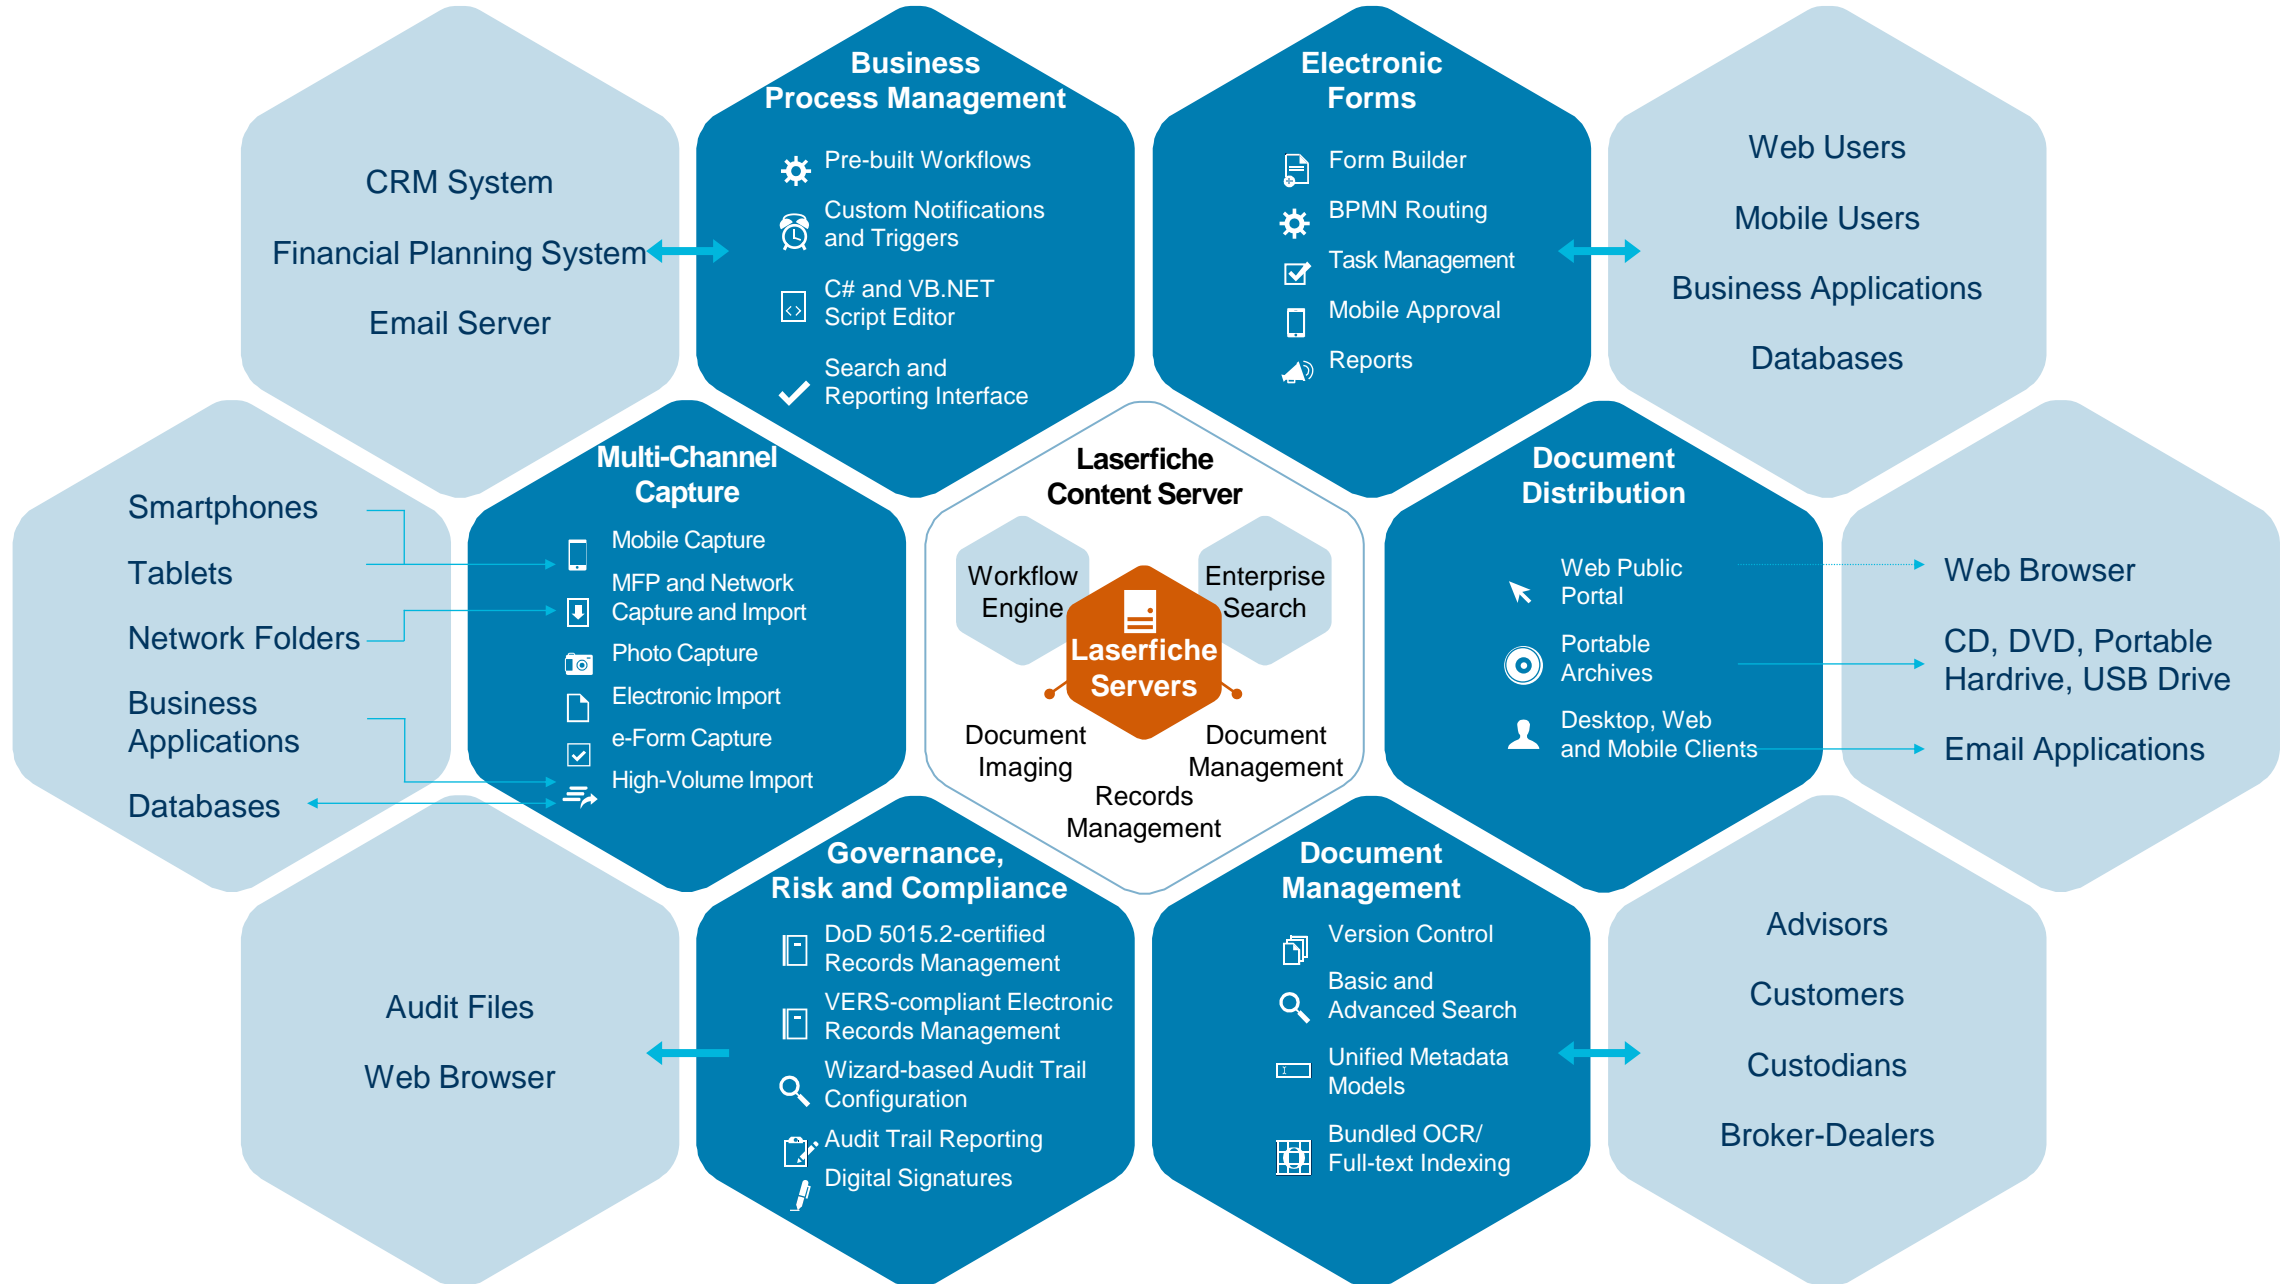 CRM System
Financial Planning System
Email Server
Business
Process Management
Pre-built Workflows
Custom Notifications
and Triggers
C# and VB.NET
Script Editor
Search and
Reporting Interface
Electronic
Forms
Form Builder
BPMN Routing
Task Management
Mobile Approval
Reports
Web Users
Mobile Users
Business Applications
Databases
Smartphones
Tablets
Network Folders
Business
Applications
Databases
Multi-Channel
Capture
Mobile Capture
MFP and Network
Capture and Import
Photo Capture
Electronic Import
e-Form Capture
High-Volume Import
Laserfiche
Content Server
Workflow
Engine
Enterprise
Search
Laserfiche
Servers
Document
Imaging
Document
Management
Records
Management
Document
Distribution
Web Public
Portal
Portable
Archives
Desktop, Web
and Mobile Clients
Web Browser
CD, DVD, Portable
Hardrive, USB Drive
Email Applications
Audit Files
Web Browser
Governance,
Risk and Compliance
DoD 5015.2-certified
Records Management
VERS-compliant Electronic
Records Management
Wizard-based Audit Trail
Configuration
Audit Trail Reporting
Digital Signatures
Document
Management
Version Control
Basic and
Advanced Search
Unified Metadata
Models
Bundled OCR/
Full-text Indexing
Advisors
Customers
Custodians
Broker-Dealers